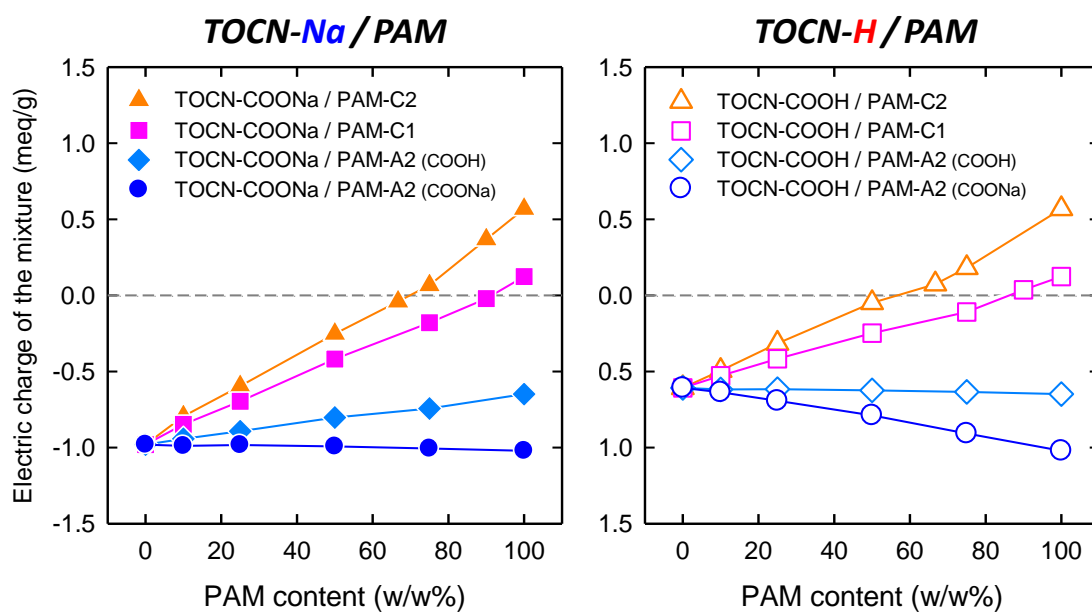 TOCN-Na / PAM
TOCN-H / PAM
Electric charge of the mixture (meq/g)
1.5
1.0
0.5
0.0
-0.5
-1.0
-1.5
TOCN-COONa / PAM-C2
TOCN-COONa / PAM-C1
TOCN-COONa / PAM-A2 (COOH)
TOCN-COONa / PAM-A2 (COONa)
0 20 40 60 80 100
PAM content (w/w%)
1.5
1.0
0.5
0.0
0.5
1.0
1.5
TOCN-COOH / PAM-C2
TOCN-COOH / PAM-C1
TOCN-COOH / PAM-A2 (COOH)
TOCN-COOH / PAM-A2 (COONa)
0 20 40 60 80 100
PAM content (w/w%)